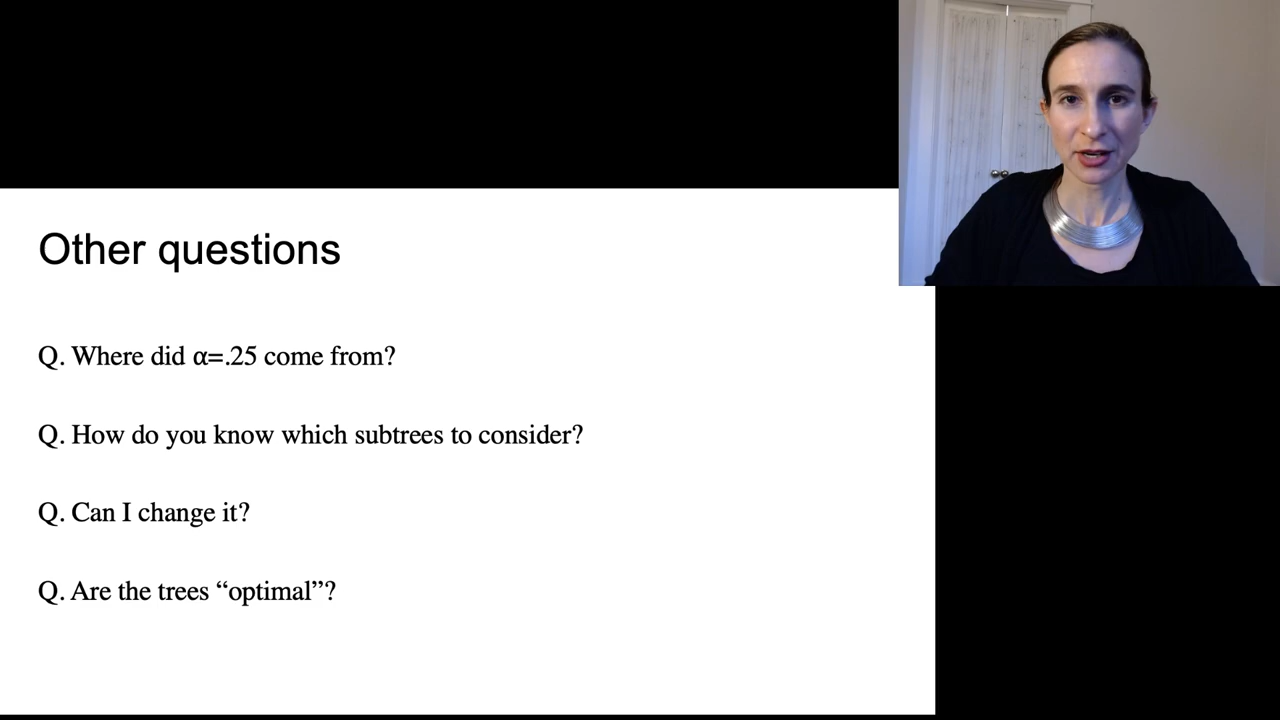 Other questions
Q. Where did α=.25 come from?
Q. How do you know which subtrees to consider?
Q. Can I change it?
Q. Are the trees “optimal”?